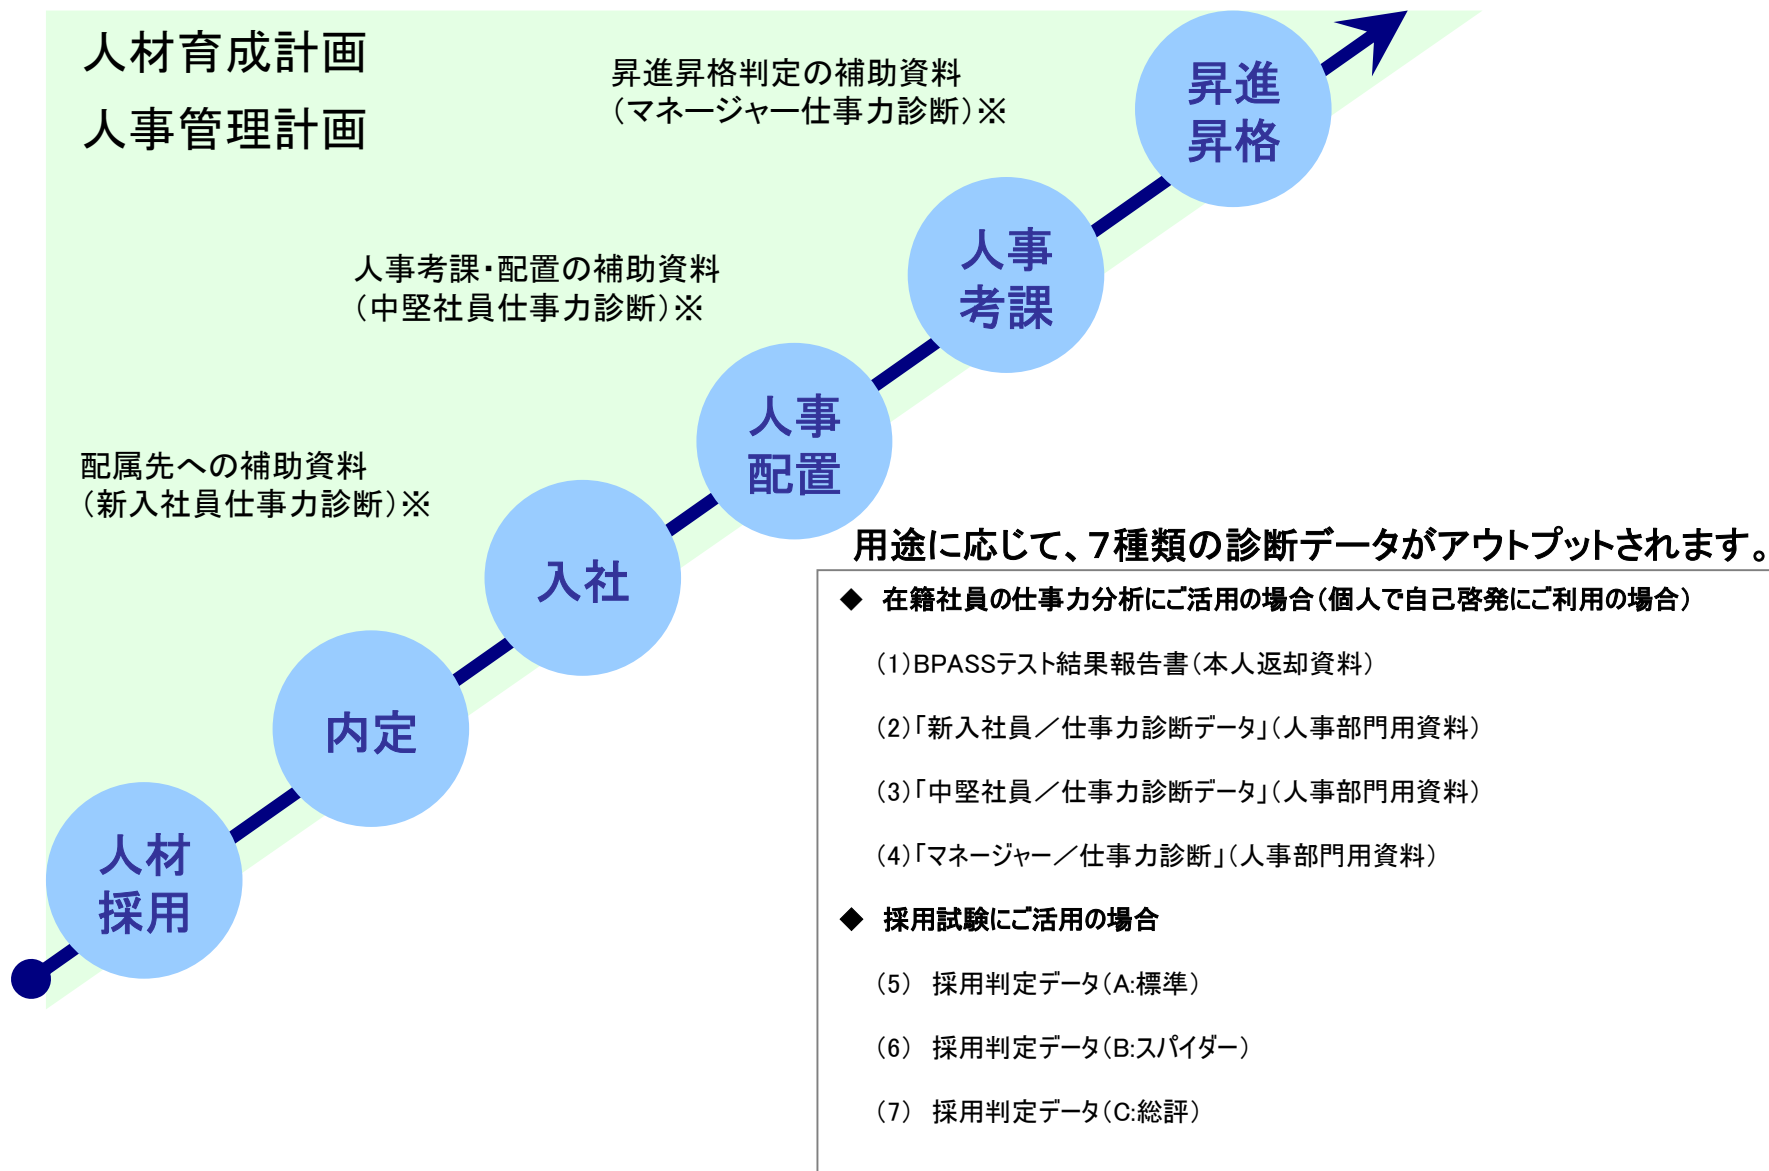 人材育成計画
人事管理計画
昇進昇格判定の補助資料
（マネージャー仕事力診断）※
昇進
昇格
人事考課・配置の補助資料
（中堅社員仕事力診断）※
人事
考課
人事
配置
配属先への補助資料
（新入社員仕事力診断）※
入社
内定
人材
採用
用途に応じて、７種類の診断データがアウトプットされます。
◆ 在籍社員の仕事力分析にご活用の場合（個人で自己啓発にご利用の場合）
（1）BPASSテスト結果報告書（本人返却資料）
（2）「新入社員／仕事力診断データ」（人事部門用資料）
（3）「中堅社員／仕事力診断データ」（人事部門用資料）
（4）「マネージャー／仕事力診断」（人事部門用資料）
◆ 採用試験にご活用の場合
（5） 採用判定データ（A:標準）
（6） 採用判定データ（B:スパイダー）
（7） 採用判定データ（C:総評）